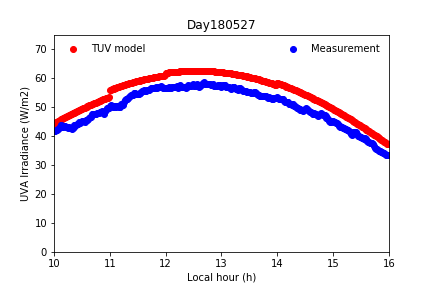 Day180527
TUV model
Measurement
UVA Irradiance (W/m2)
70
60
50
40
30
20
10
0
10 11 12 13 14 15 16
Local hour (h)